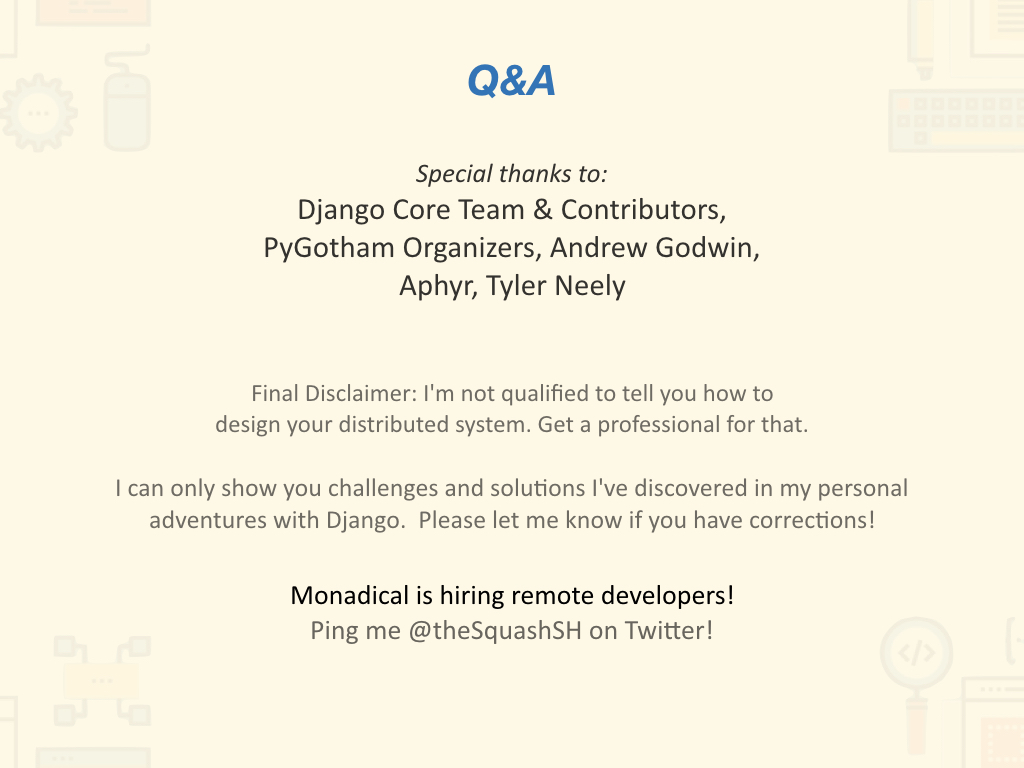 Q&A
Special thanks to:
Django Core Team & Contributors,
PyGotham Organizers, Andrew Godwin,
Aphyr, Tyler Neely
Final Disclaimer: I'm not qualified to tell you how to
design your distributed system. Get a professional for that.
I can only show you challenges and solutions I've discovered in my personal
adventures with Django.  Please let me know if you have corrections!
Monadical is hiring remote developers!
Ping me @theSquashSH on Twitter!